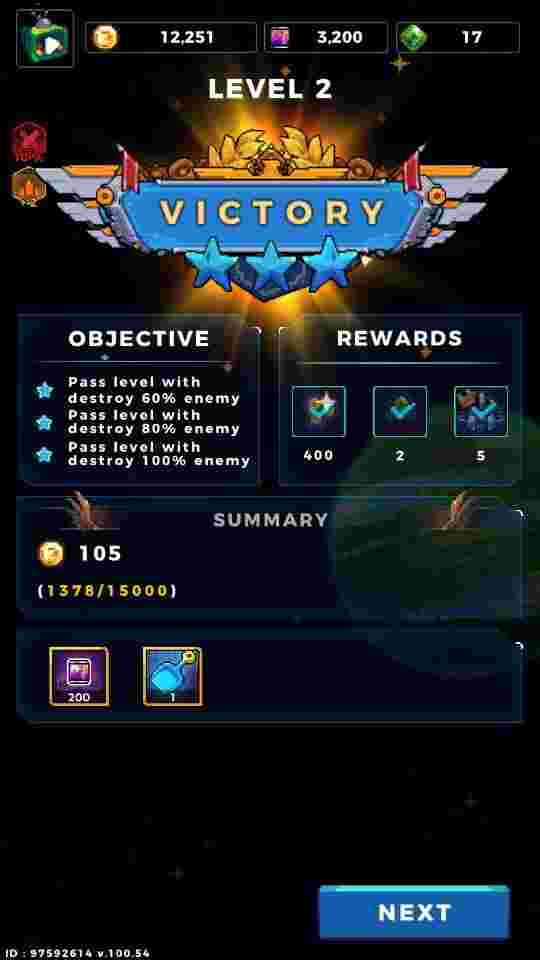 12,251 3,200 17
LEVEL 2
VICTORY
OBJECTIVE
Pass level with
destroy 60% enemy
Pass level with
destroy 80% enemy
Pass level with
destroy 100% enemy
REWARDS
400 2 5
SUMMARY
105
(1378/15000)
200 1
NEXT
ID : 97592614 v.100.54